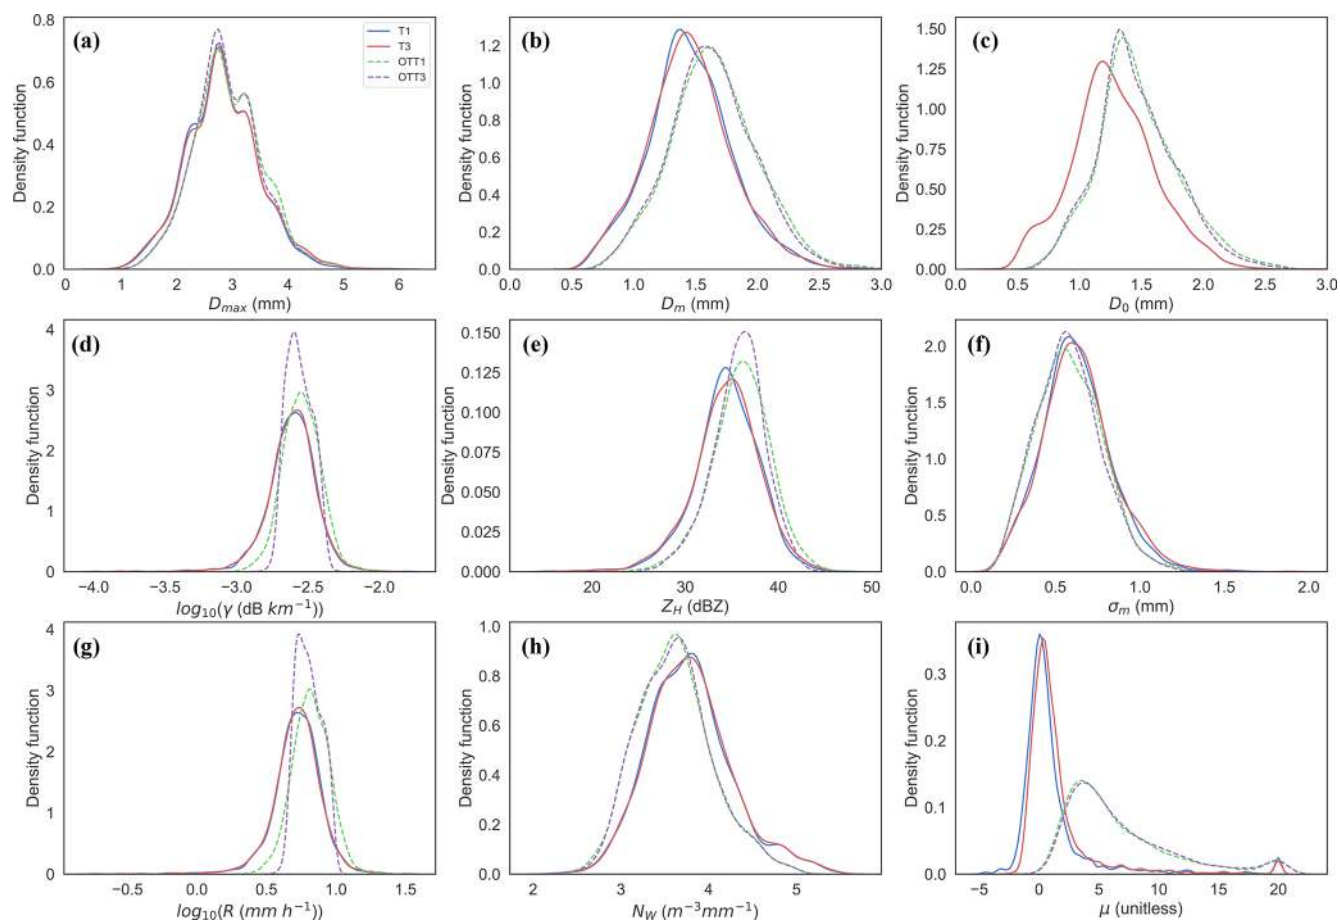 (a)
T1
T3
OTT1
OTT3
Density function
0.8
0.6
0.4
0.2
0.0
0 1 2 3 4 5 6
D_max (mm)
(b)
Density function
1.2
1.0
0.8
0.6
0.4
0.2
0.0
0.0 0.5 1.0 1.5 2.0 2.5 3.0
D_m (mm)
(c)
Density function
1.50
1.25
1.00
0.75
0.50
0.25
0.00
0.0 0.5 1.0 1.5 2.0 2.5 3.0
D_0 (mm)
(d)
Density function
4
3
2
1
0
−4.0 −3.5 −3.0 −2.5 −2.0
log_10(γ (dB km^−1))
(e)
Density function
0.150
0.125
0.100
0.075
0.050
0.025
0.000
20 30 40 50
Z_H (dBZ)
(f)
Density function
2.0
1.5
1.0
0.5
0.0
0.0 0.5 1.0 1.5 2.0
σ_m (mm)
(g)
Density function
4
3
2
1
0
−0.5 0.0 0.5 1.0 1.5
log_10(R (mm h^−1))
(h)
Density function
1.0
0.8
0.6
0.4
0.2
0.0
2 3 4 5
N_W (m^−3mm^−1)
(i)
Density function
0.3
0.2
0.1
0.0
−5 0 5 10 15 20
μ (unitless)